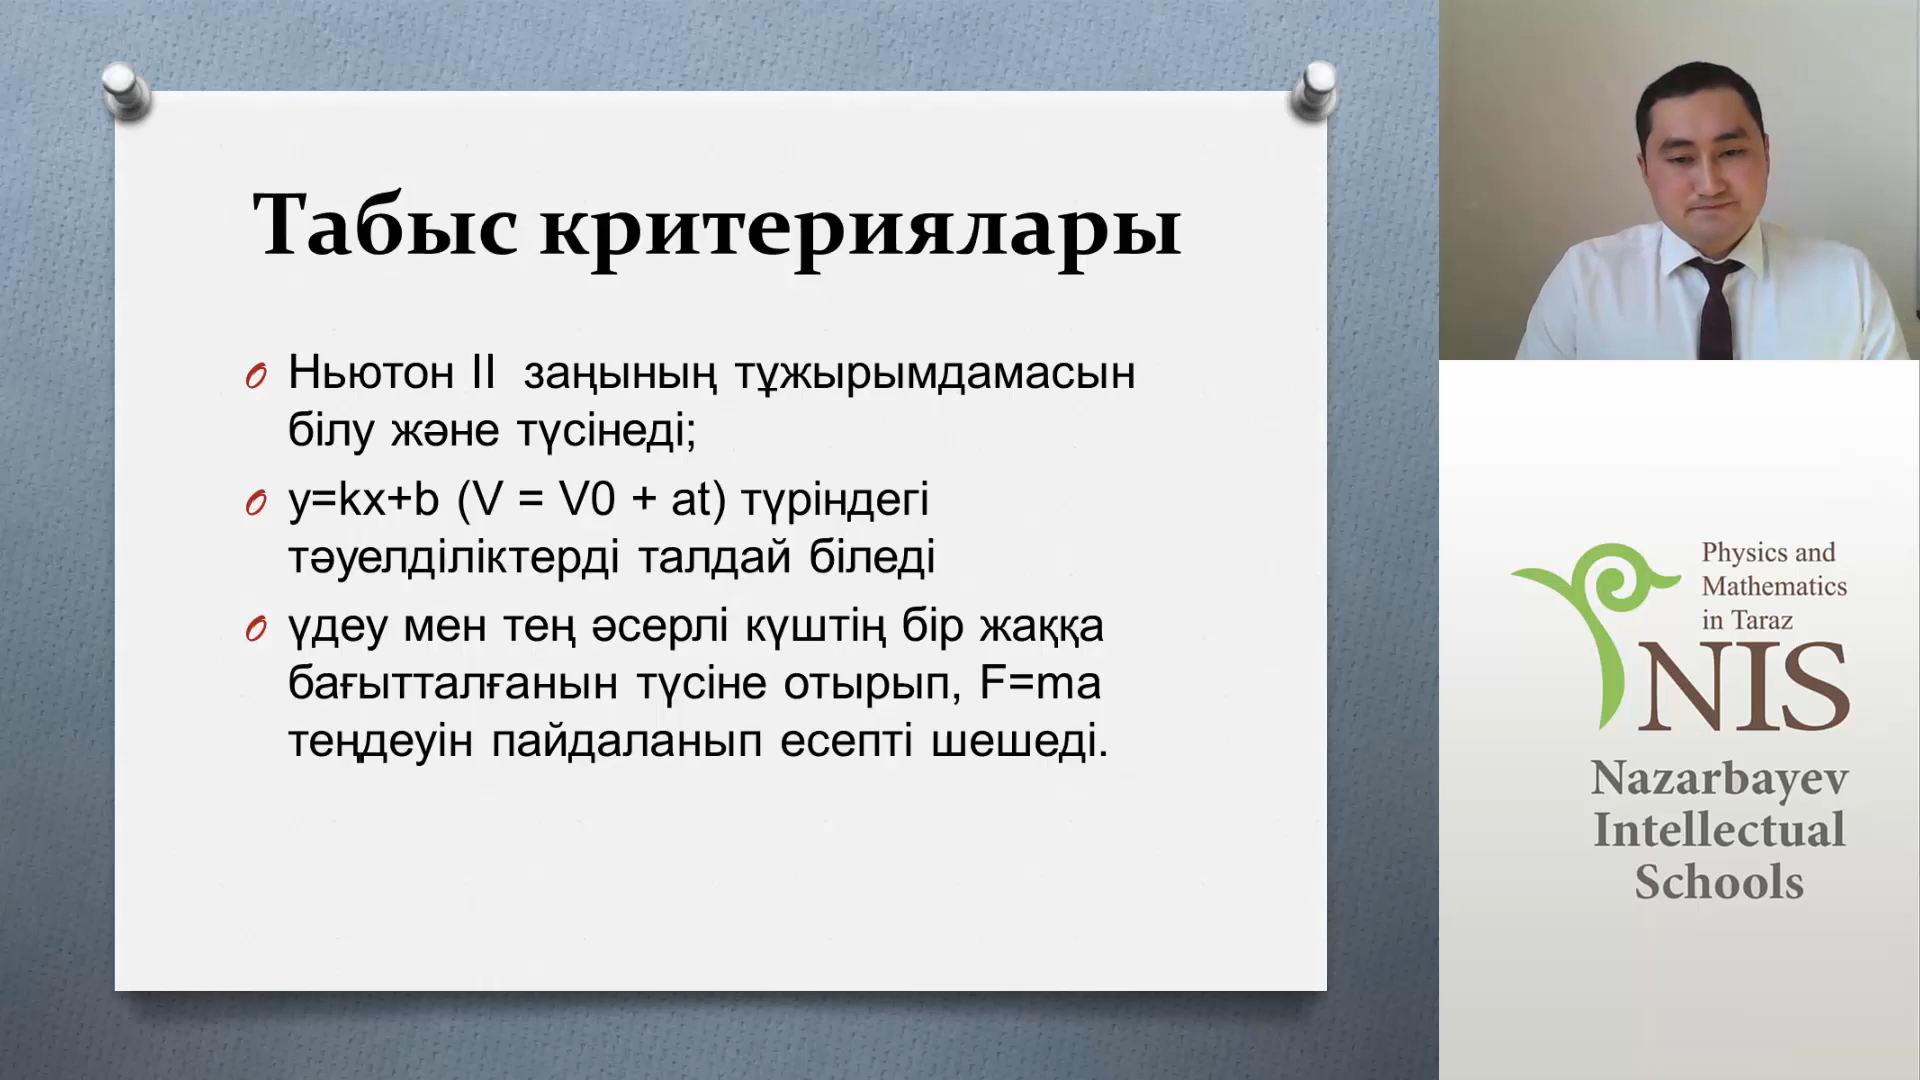 Табыс критериялары
Ньютон II заңының тұжырымдамасын
білу және түсінеді;
y=kx+b (V = V0 + at) түріндегі
тәуелділіктерді талдай біледі
үдеу мен тең әсерлі күштің бір жаққа
бағытталғанын түсіне отырып, F=ma
теңдеуін пайдаланып есепті шешеді.
Physics and
Mathematics
in Taraz
NIS
Nazarbayev
Intellectual
Schools